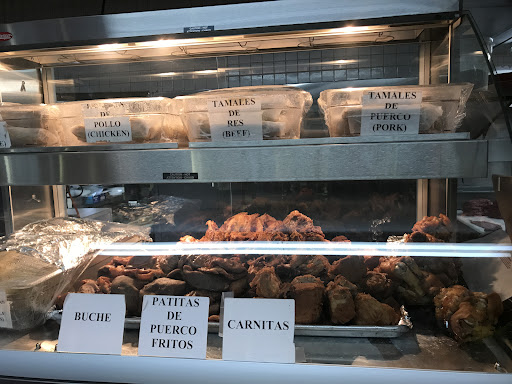 DE
POLLO
(CHICKEN)
TAMALES DE
RES
(BEEF)
TAMALES
DE
PUERCO
(PORK)
BUCHE
PATITAS
DE
PUERCO
FRITOS
CARNITAS